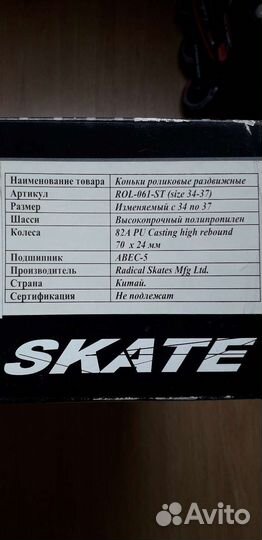 Наименование товара Коньки роликовые раздвижные
Артикул ROL-061-ST (size 34-37)
Размер Изменяемый с 34 по 37
Шасси Высокопрочный полипропилен
Колеса 82A PU Casting high rebound
70 x 24 мм
Подшипник ABEC-5
Производитель Radical Skates Mfg Ltd.
Страна Китай.
Сертификация Не подлежат
SKATE
Avito